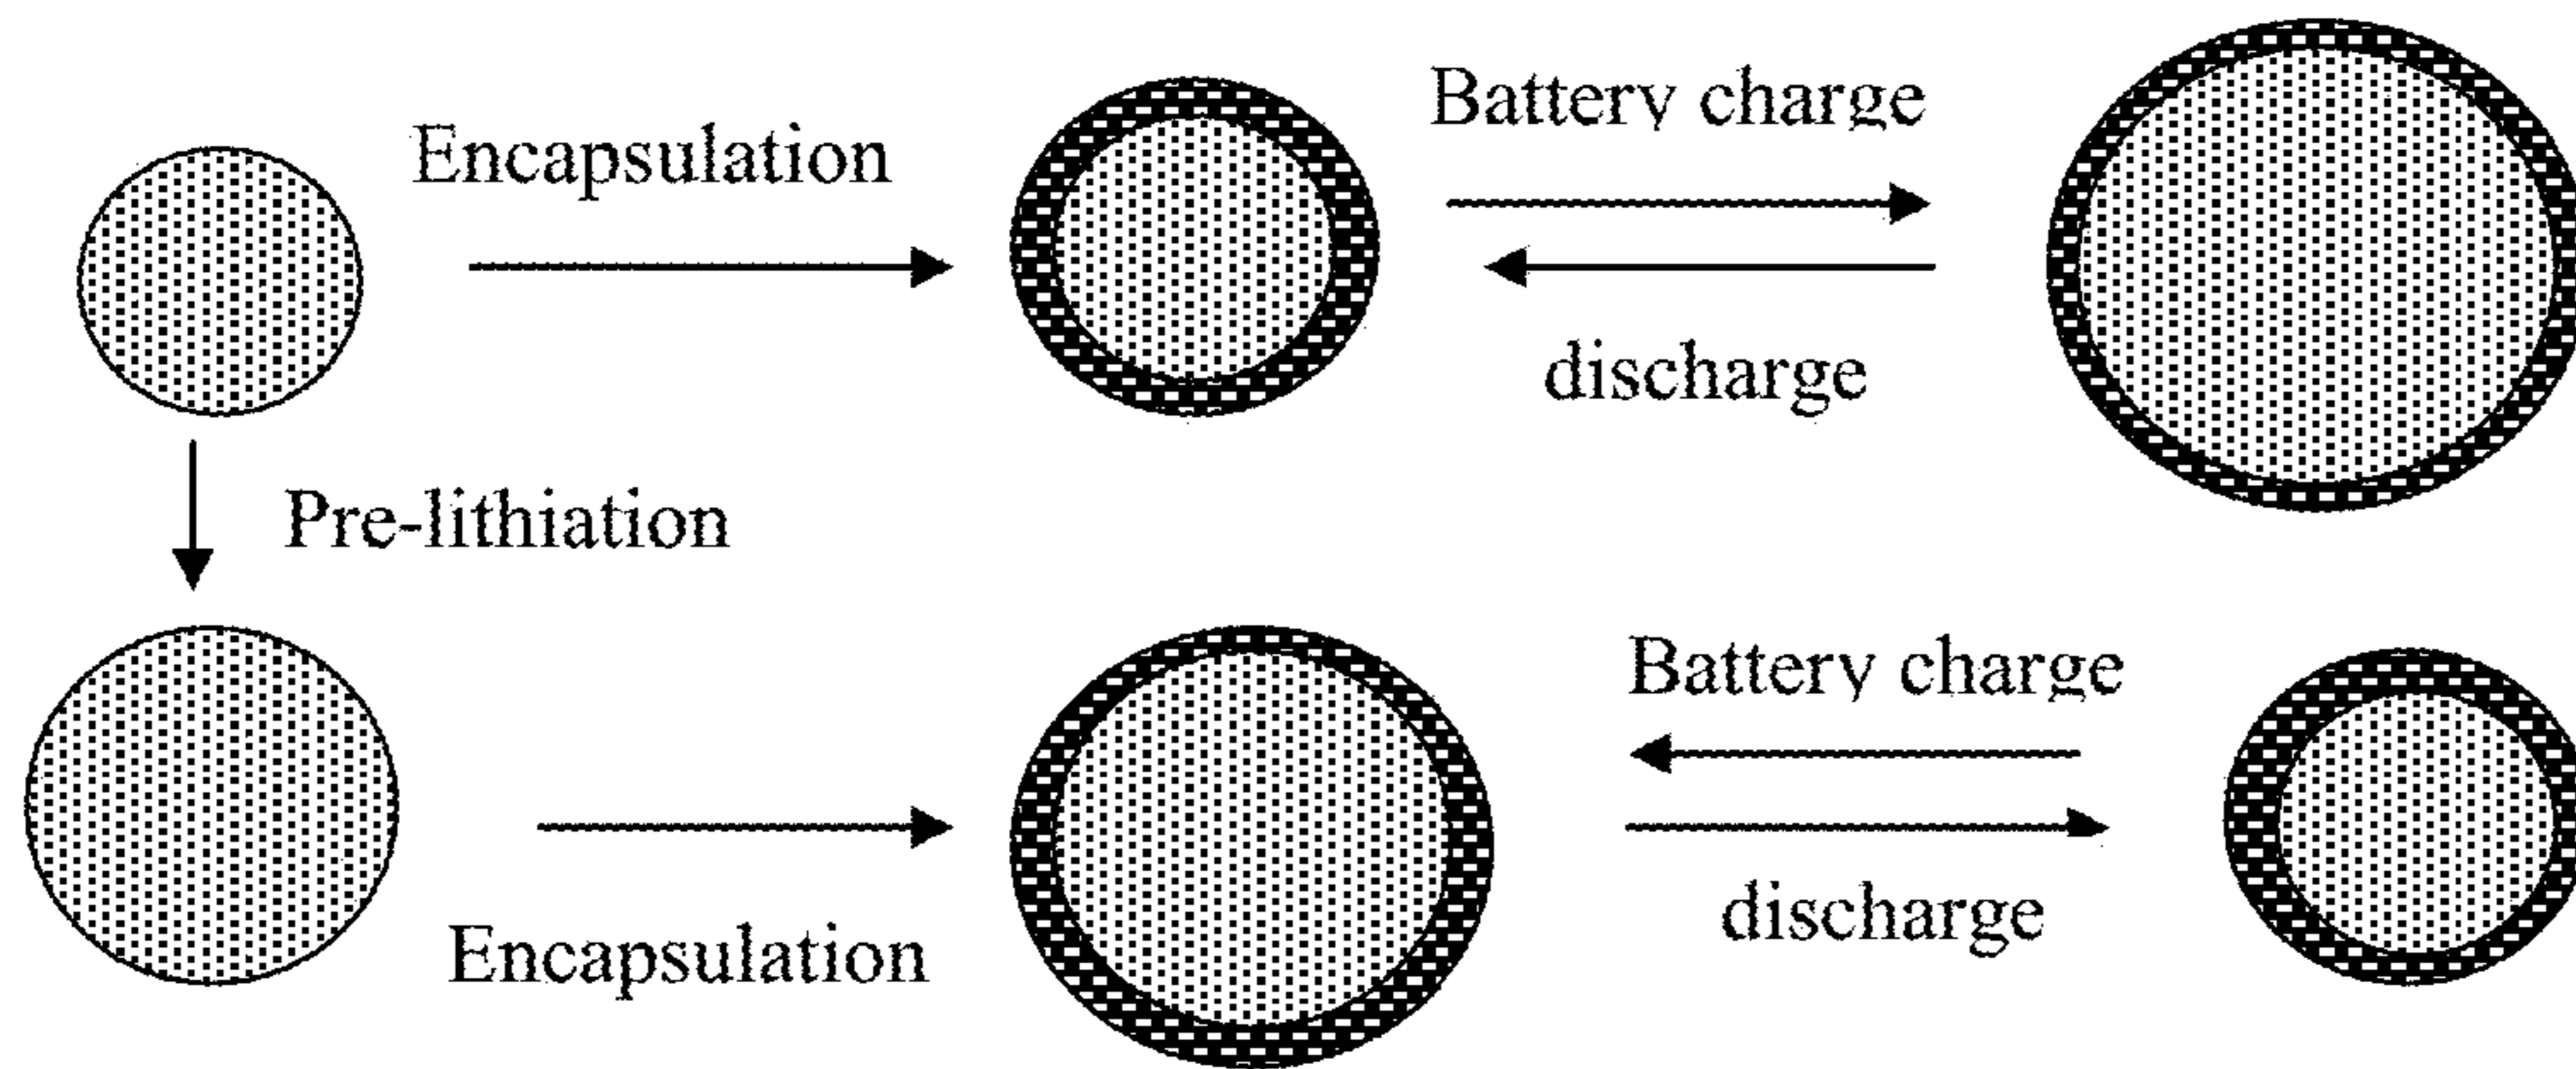 Encapsulation
Battery charge
discharge
Pre-lithiation
Encapsulation
Battery charge
discharge